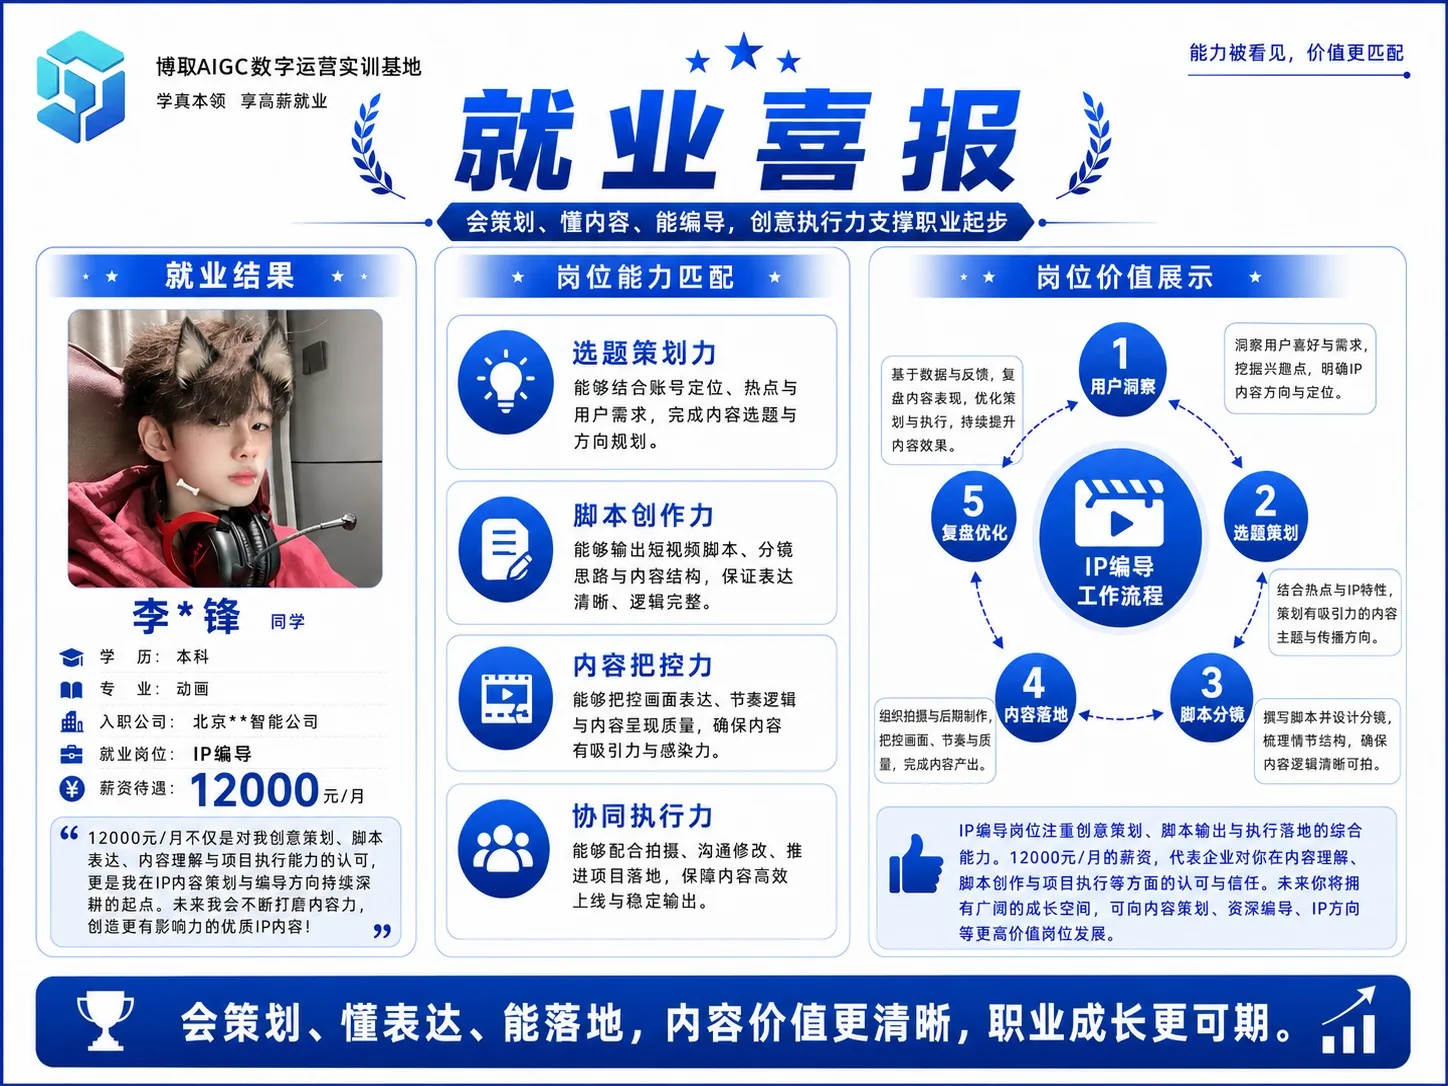 博取AIGC数字运营实训基地
学真本领 享高薪就业
能力被看见，价值更匹配
就业喜报
会策划、懂内容、能编导，创意执行力支撑职业起步
就业结果
李*锋 同学
学 历： 本科
专 业： 动画
入职公司： 北京**智能公司
就业岗位： IP编导
薪资待遇： 12000元/月
“12000元/月不仅是对我创意策划、脚本
表达、内容理解与项目执行能力的认可，
更是我在IP内容策划与编导方向持续深
耕的起点。未来我会不断打磨内容力，
创造更有影响力的优质IP内容！”
岗位能力匹配
选题策划力
能够结合账号定位、热点与
用户需求，完成内容选题与
方向规划。
脚本创作力
能够输出短视频脚本、分镜
思路与内容结构，保证表达
清晰、逻辑完整。
内容把控力
能够把控画面表达、节奏逻辑
与内容呈现质量，确保内容
有吸引力与感染力。
协同执行力
能够配合拍摄、沟通修改、推
进项目落地，保障内容高效
上线与稳定输出。
岗位价值展示
1
用户洞察
洞察用户喜好与需求，
挖掘兴趣点，明确IP
内容方向与定位。
2
选题策划
结合热点与IP特性，
策划有吸引力的内容
主题与传播方向。
3
脚本分镜
撰写脚本并设计分镜，
梳理情节结构，确保
内容逻辑清晰可拍。
4
内容落地
组织拍摄与后期制作，
把控画面、节奏与质
量，完成内容产出。
5
复盘优化
基于数据与反馈，复
盘内容表现，优化策
划与执行，持续提升
内容效果。
IP编导
工作流程
IP编导岗位注重创意策划、脚本输出与执行落地的综合
能力。12000元/月的薪资，代表企业对你在内容理解、
脚本创作与项目执行等方面的认可与信任。未来你将拥
有广阔的成长空间，可向内容策划、资深编导、IP方向
等更高价值岗位发展。
会策划、懂表达、能落地，内容价值更清晰，职业成长更可期。